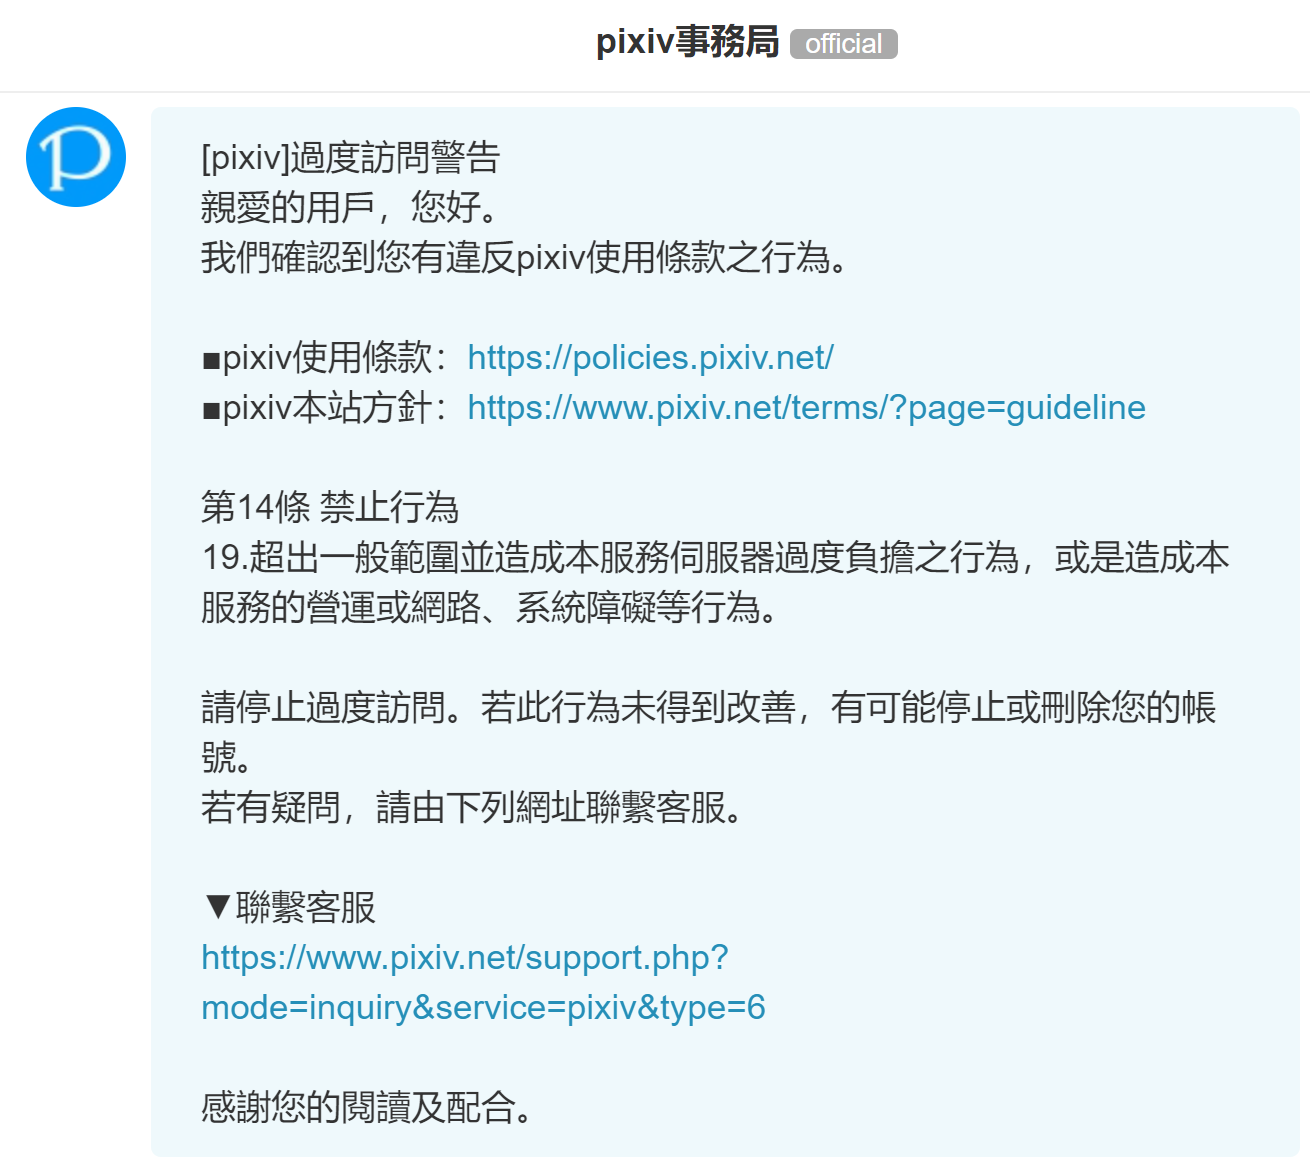 pixiv事務局 official
[pixiv]過度訪問警告
親愛的用戶，您好。
我們確認到您有違反pixiv使用條款之行為。
■pixiv使用條款：https://policies.pixiv.net/
■pixiv本站方針：https://www.pixiv.net/terms/?page=guideline
第14條 禁止行為
19.超出一般範圍並造成本服務伺服器過度負擔之行為，或是造成本
服務的營運或網路、系統障礙等行為。
請停止過度訪問。若此行為未得到改善，有可能停止或刪除您的帳
號。
若有疑問，請由下列網址聯繫客服。
▼聯繫客服
https://www.pixiv.net/support.php?
mode=inquiry&service=pixiv&type=6
感謝您的閱讀及配合。